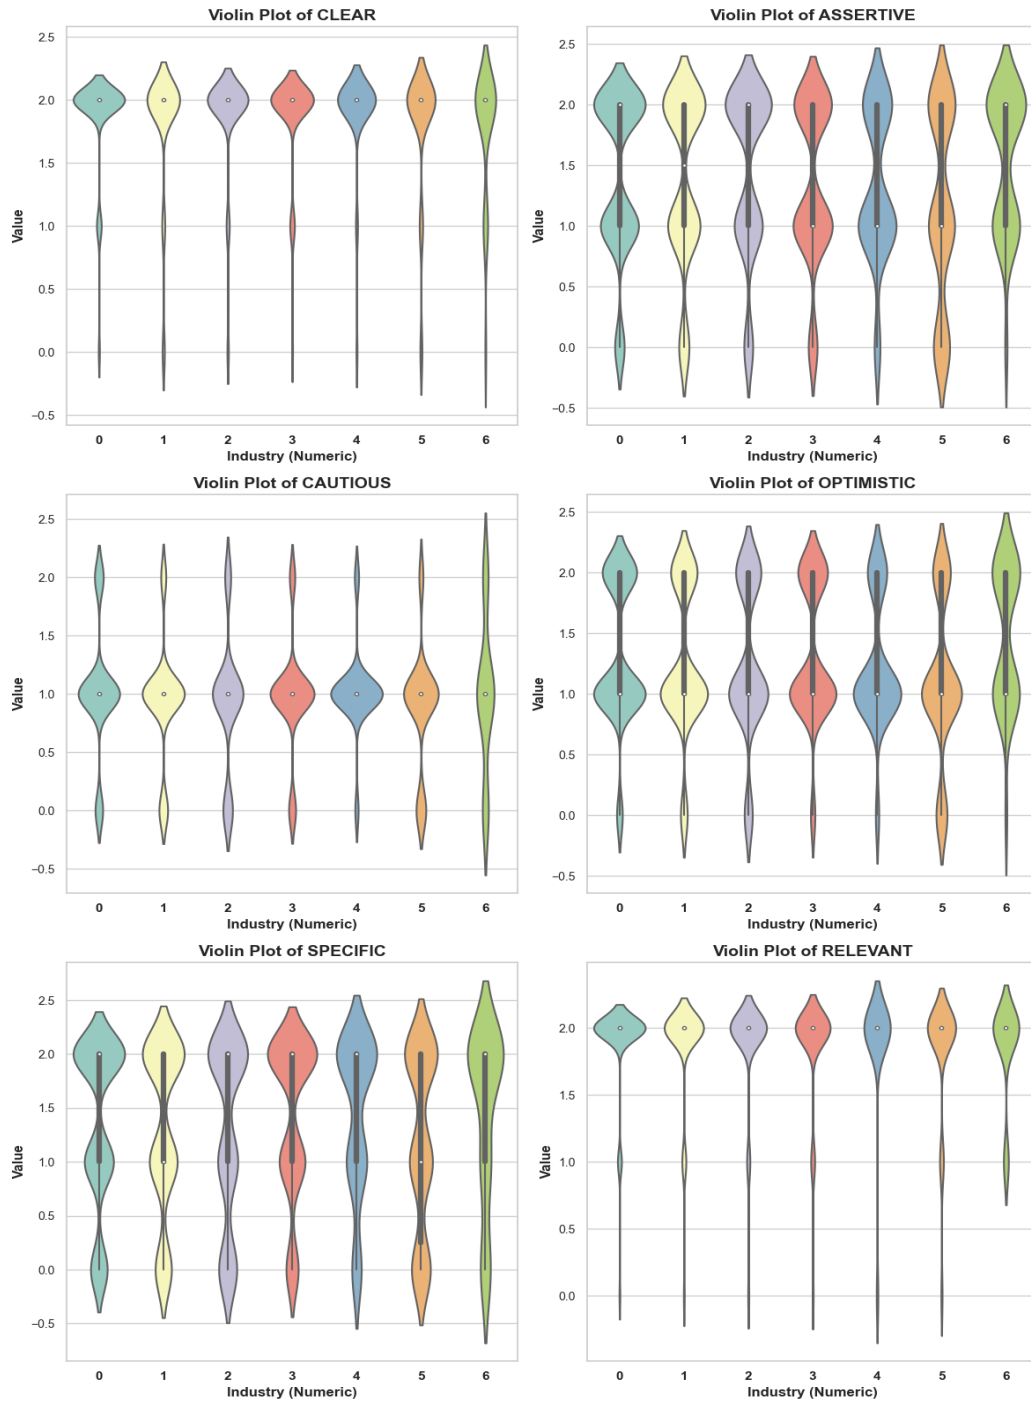 Violin Plot of CLEAR
Value
2.5
2.0
1.5
1.0
0.5
0.0
−0.5
0 1 2 3 4 5 6
Industry (Numeric)
Violin Plot of ASSERTIVE
Value
2.5
2.0
1.5
1.0
0.5
0.0
−0.5
0 1 2 3 4 5 6
Industry (Numeric)
Violin Plot of CAUTIOUS
Value
2.5
2.0
1.5
1.0
0.5
0.0
−0.5
0 1 2 3 4 5 6
Industry (Numeric)
Violin Plot of OPTIMISTIC
Value
2.5
2.0
1.5
1.0
0.5
0.0
−0.5
0 1 2 3 4 5 6
Industry (Numeric)
Violin Plot of SPECIFIC
Value
2.5
2.0
1.5
1.0
0.5
0.0
−0.5
0 1 2 3 4 5 6
Industry (Numeric)
Violin Plot of RELEVANT
Value
2.0
1.5
1.0
0.5
0.0
0 1 2 3 4 5 6
Industry (Numeric)